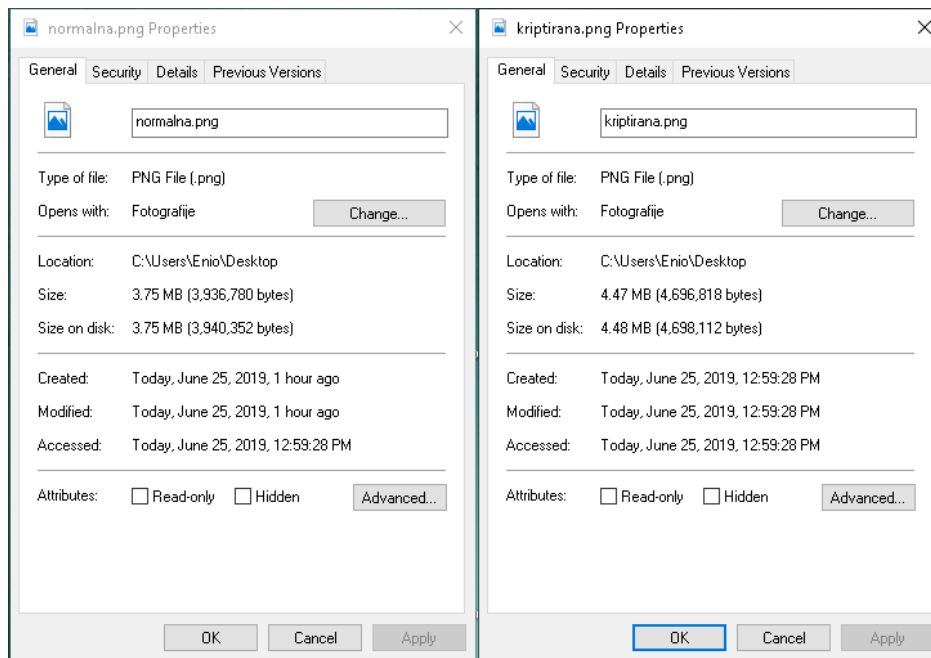 normalna.png Properties
General Security Details Previous Versions
normalna.png
Type of file: PNG File (.png)
Opens with: Fotografije Change...
Location: C:\Users\Enio\Desktop
Size: 3.75 MB (3,936,780 bytes)
Size on disk: 3.75 MB (3,940,352 bytes)
Created: Today, June 25, 2019, 1 hour ago
Modified: Today, June 25, 2019, 1 hour ago
Accessed: Today, June 25, 2019, 12:59:28 PM
Attributes: Read-only Hidden Advanced...
OK Cancel Apply
kriptirana.png Properties
General Security Details Previous Versions
kriptirana.png
Type of file: PNG File (.png)
Opens with: Fotografije Change...
Location: C:\Users\Enio\Desktop
Size: 4.47 MB (4,696,818 bytes)
Size on disk: 4.48 MB (4,698,112 bytes)
Created: Today, June 25, 2019, 12:59:28 PM
Modified: Today, June 25, 2019, 12:59:28 PM
Accessed: Today, June 25, 2019, 12:59:28 PM
Attributes: Read-only Hidden Advanced...
OK Cancel Apply